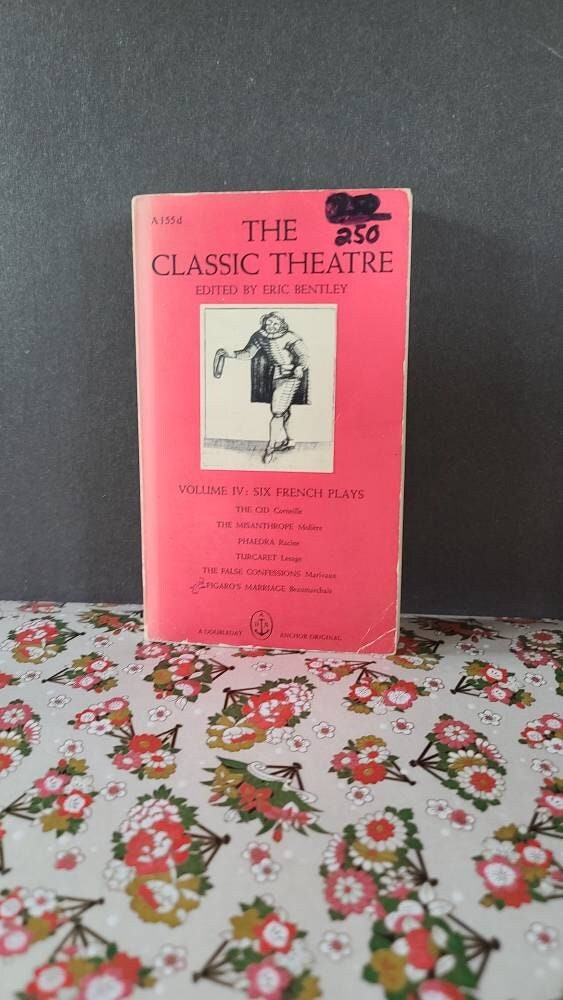 A 155 d
250
THE
CLASSIC THEATRE
EDITED BY ERIC BENTLEY
VOLUME IV: SIX FRENCH PLAYS
THE CID Corneille
THE MISANTHROPE Molière
PHAEDRA Racine
TURCARET Lesage
THE FALSE CONFESSIONS Marivaux
FIGARO'S MARRIAGE Beaumarchais
A DOUBLEDAY ANCHOR ORIGINAL